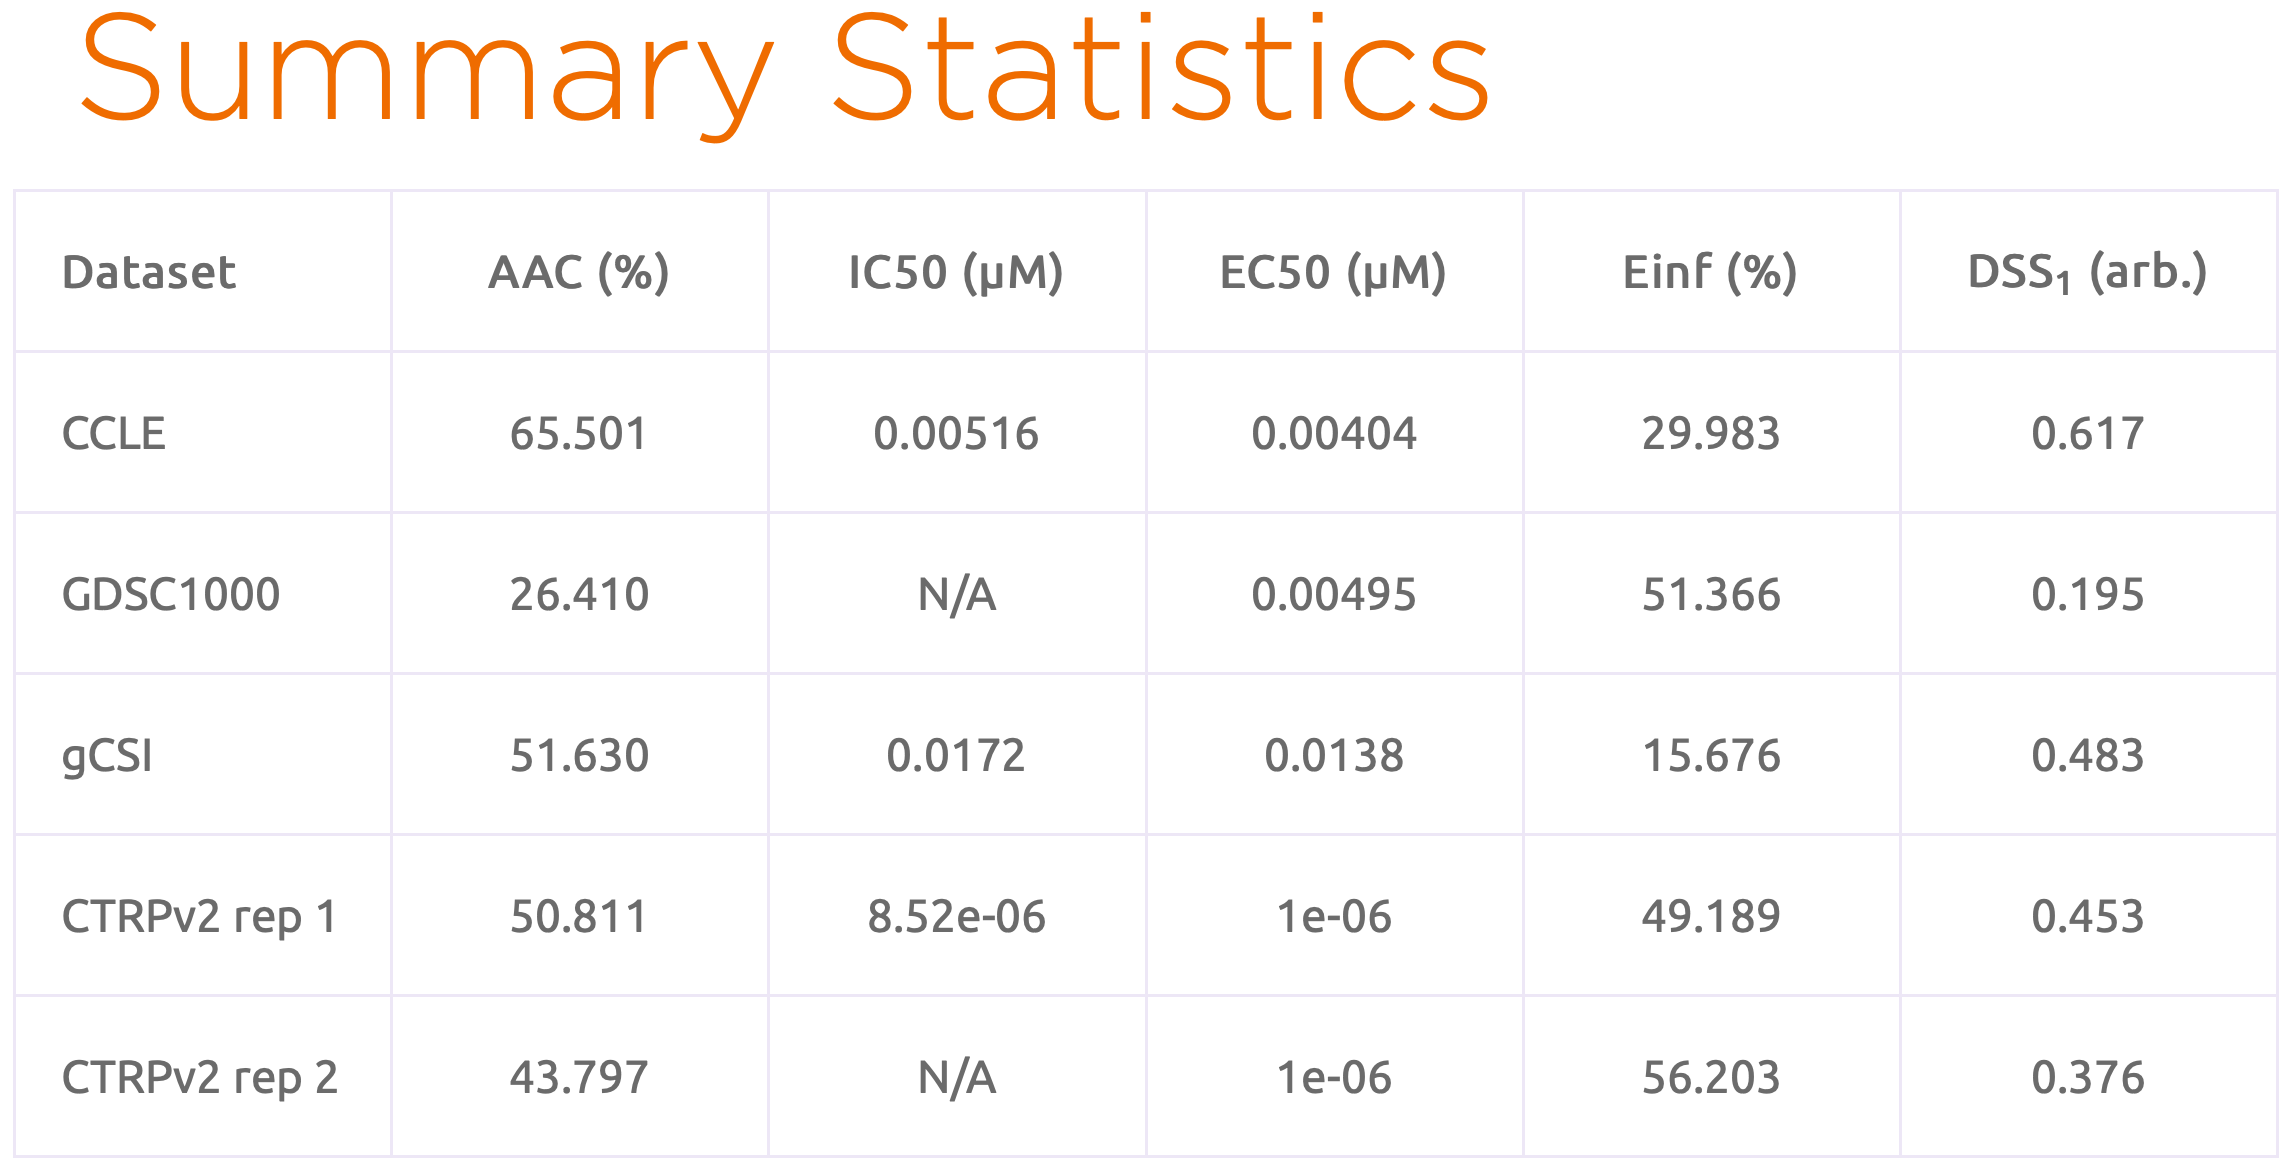 Summary Statistics
Dataset AAC (%) IC50 (µM) EC50 (µM) Einf (%) DSS₁ (arb.)
CCLE 65.501 0.00516 0.00404 29.983 0.617
GDSC1000 26.410 N/A 0.00495 51.366 0.195
gCSI 51.630 0.0172 0.0138 15.676 0.483
CTRPv2 rep 1 50.811 8.52e-06 1e-06 49.189 0.453
CTRPv2 rep 2 43.797 N/A 1e-06 56.203 0.376